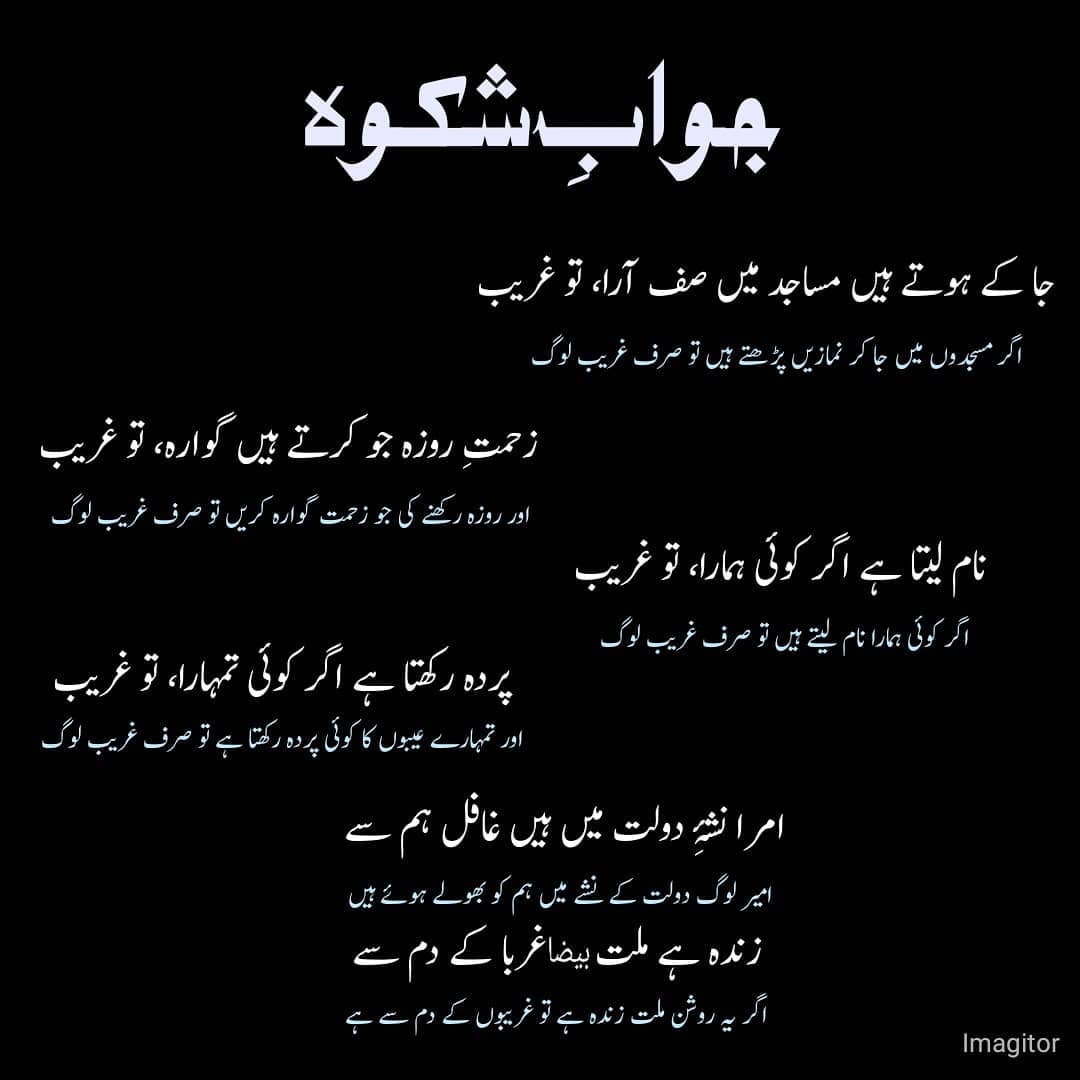 جوابِ شکوہ
جا کے ہوتے ہیں مساجد میں صف آرا، تو غریب
اگر مسجدوں میں جا کر نمازیں پڑھتے ہیں تو صرف غریب لوگ
زحمتِ روزہ جو کرتے ہیں گوارہ، تو غریب
اور روزہ رکھنے کی جو زحمت گوارہ کریں تو صرف غریب لوگ
نام لیتا ہے اگر کوئی ہمارا، تو غریب
اگر کوئی ہمارا نام لیتے ہیں تو صرف غریب لوگ
پردہ رکھتا ہے اگر کوئی تمہارا، تو غریب
اور تمہارے عیبوں کا کوئی پردہ رکھتا ہے تو صرف غریب لوگ
امرا نشۂِ دولت میں ہیں غافل ہم سے
امیر لوگ دولت کے نشے میں ہم کو بھولے ہوئے ہیں
زندہ ہے ملت بیضا غربا کے دم سے
اگر یہ روشن ملت زندہ ہے تو غریبوں کے دم سے ہے
Imagitor